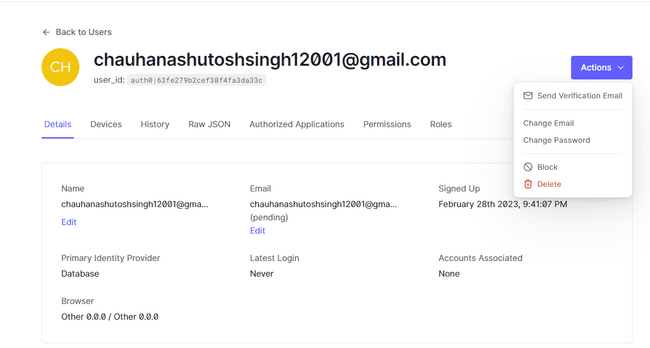 ← Back to Users
CH
chauhanashutoshsingh12001@gmail.com
user_id: auth0|63fe279b2cef38f4fa3da33c
Actions
Send Verification Email
Change Email
Change Password
Block
Delete
Details Devices History Raw JSON Authorized Applications Permissions Roles
Name Email Signed Up
chauhanashutoshsingh12001@gma... chauhanashutoshsingh12001@gma... February 28th 2023, 9:41:07 PM
(pending)
Edit Edit
Primary Identity Provider Latest Login Accounts Associated
Database Never None
Browser
Other 0.0.0 / Other 0.0.0